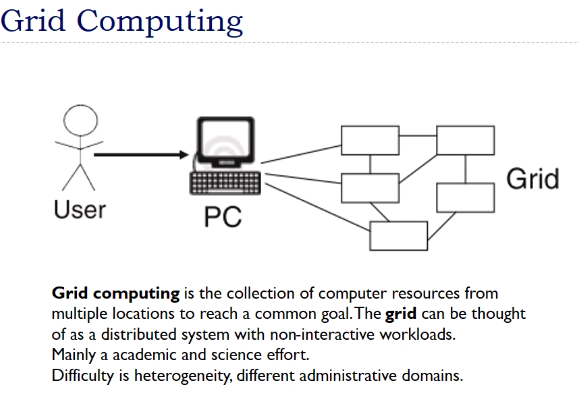 Grid Computing
User
PC
Grid
Grid computing is the collection of computer resources from
multiple locations to reach a common goal. The grid can be thought
of as a distributed system with non-interactive workloads.
Mainly a academic and science effort.
Difficulty is heterogeneity, different administrative domains.